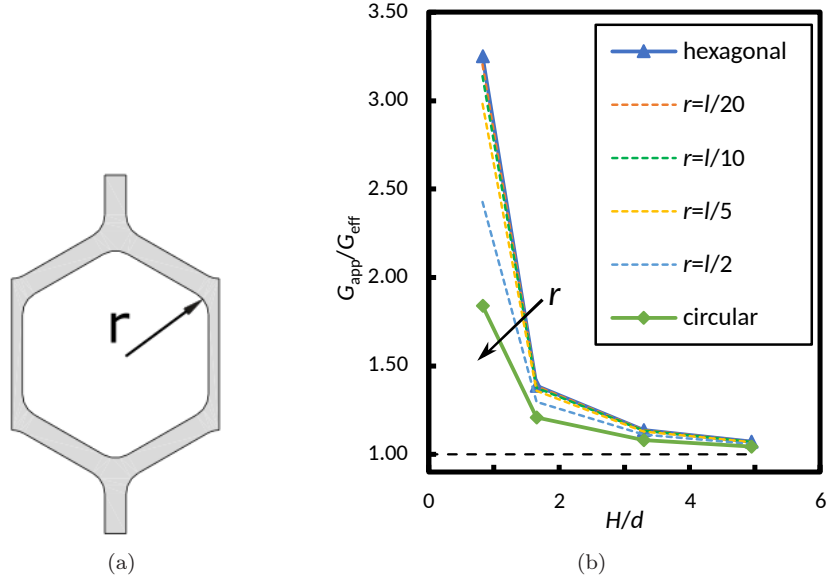 r
(a)
3.50
3.00
2.50
2.00
1.50
1.00
G_app/G_eff
0
2
4
6
H/d
hexagonal
r=l/20
r=l/10
r=l/5
r=l/2
circular
r
(b)